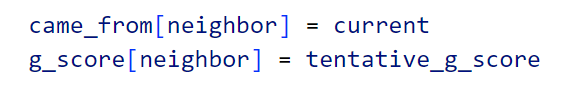 came_from[neighbor] = current
g_score[neighbor] = tentative_g_score